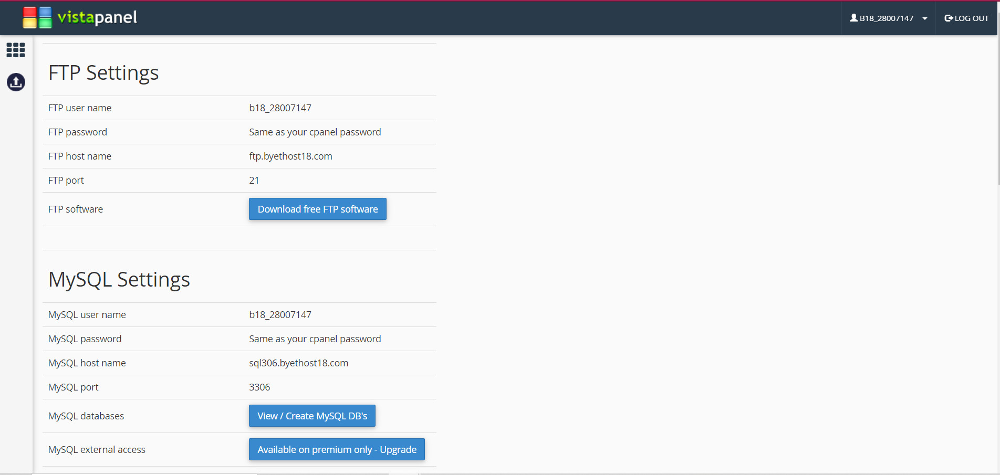 vistapanel
B18_28007147
LOG OUT
FTP Settings
FTP user name b18_28007147
FTP password Same as your cpanel password
FTP host name ftp.byethost18.com
FTP port 21
FTP software Download free FTP software
MySQL Settings
MySQL user name b18_28007147
MySQL password Same as your cpanel password
MySQL host name sql306.byethost18.com
MySQL port 3306
MySQL databases View / Create MySQL DB's
MySQL external access Available on premium only - Upgrade